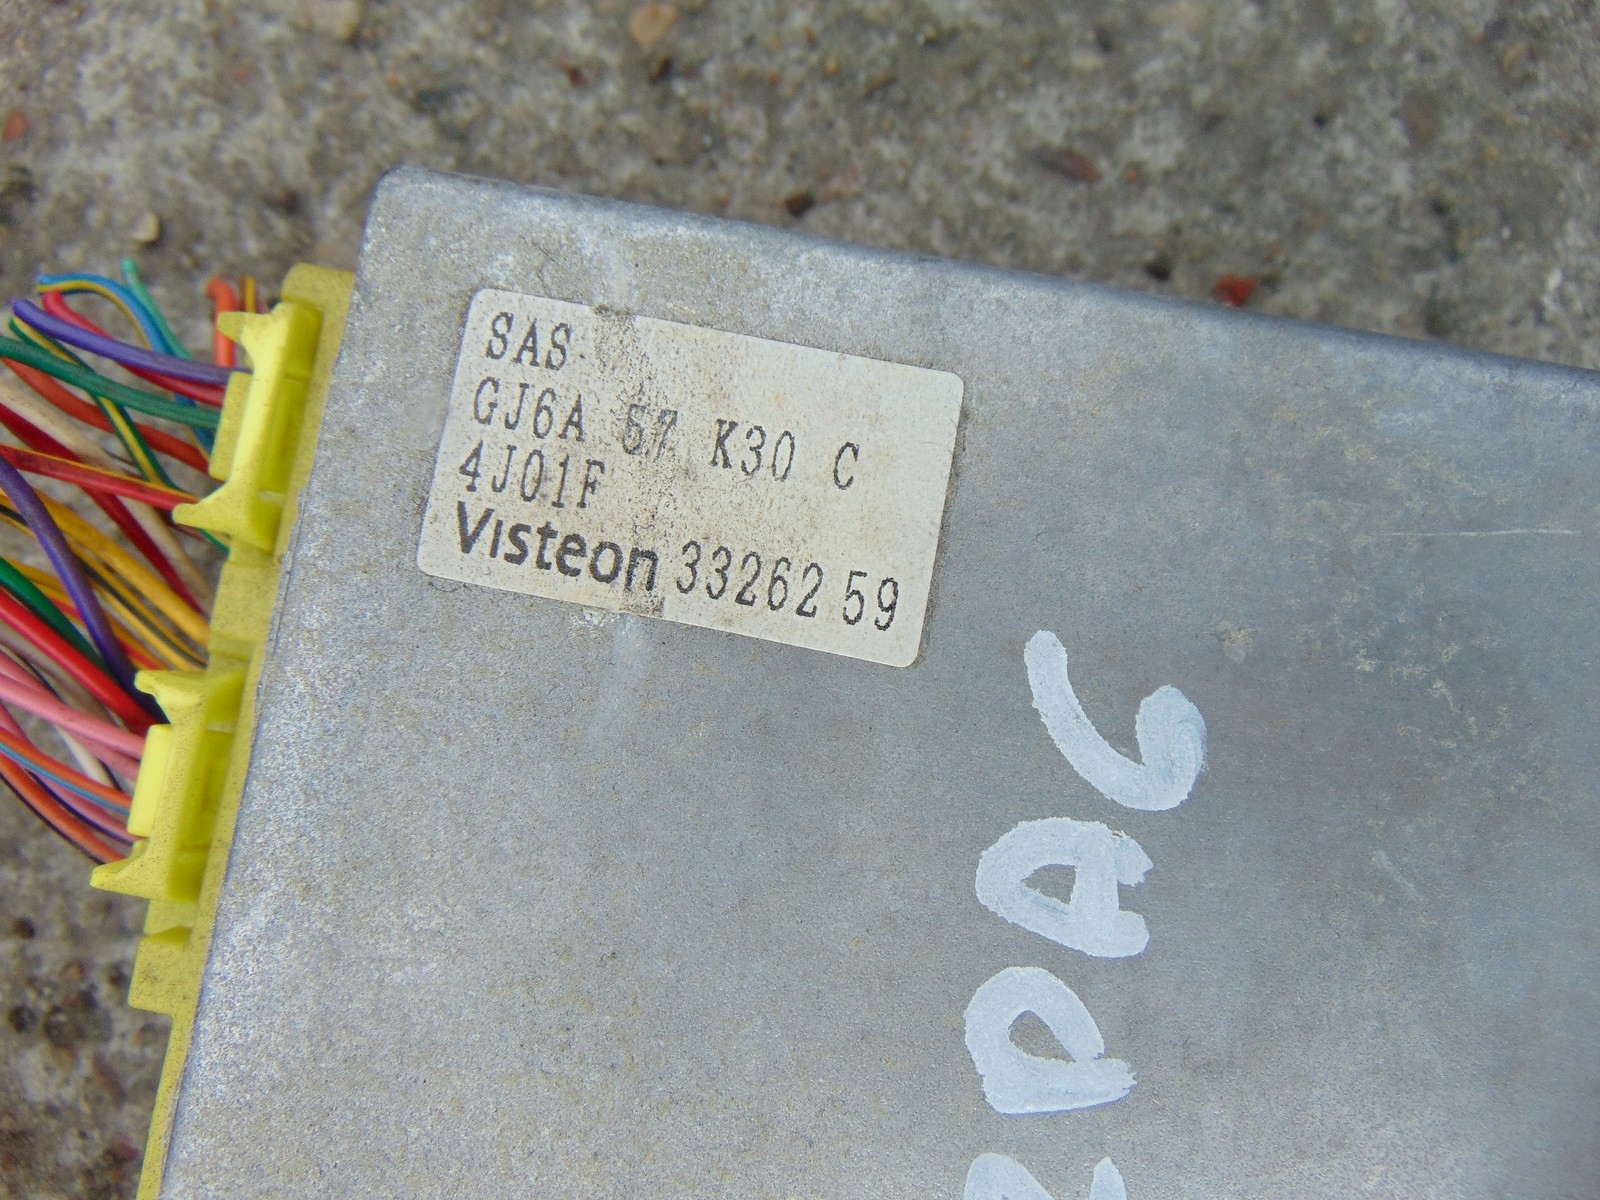 SAS
GJ6A 57 K30 C
4J01F
Visteon 33262 59